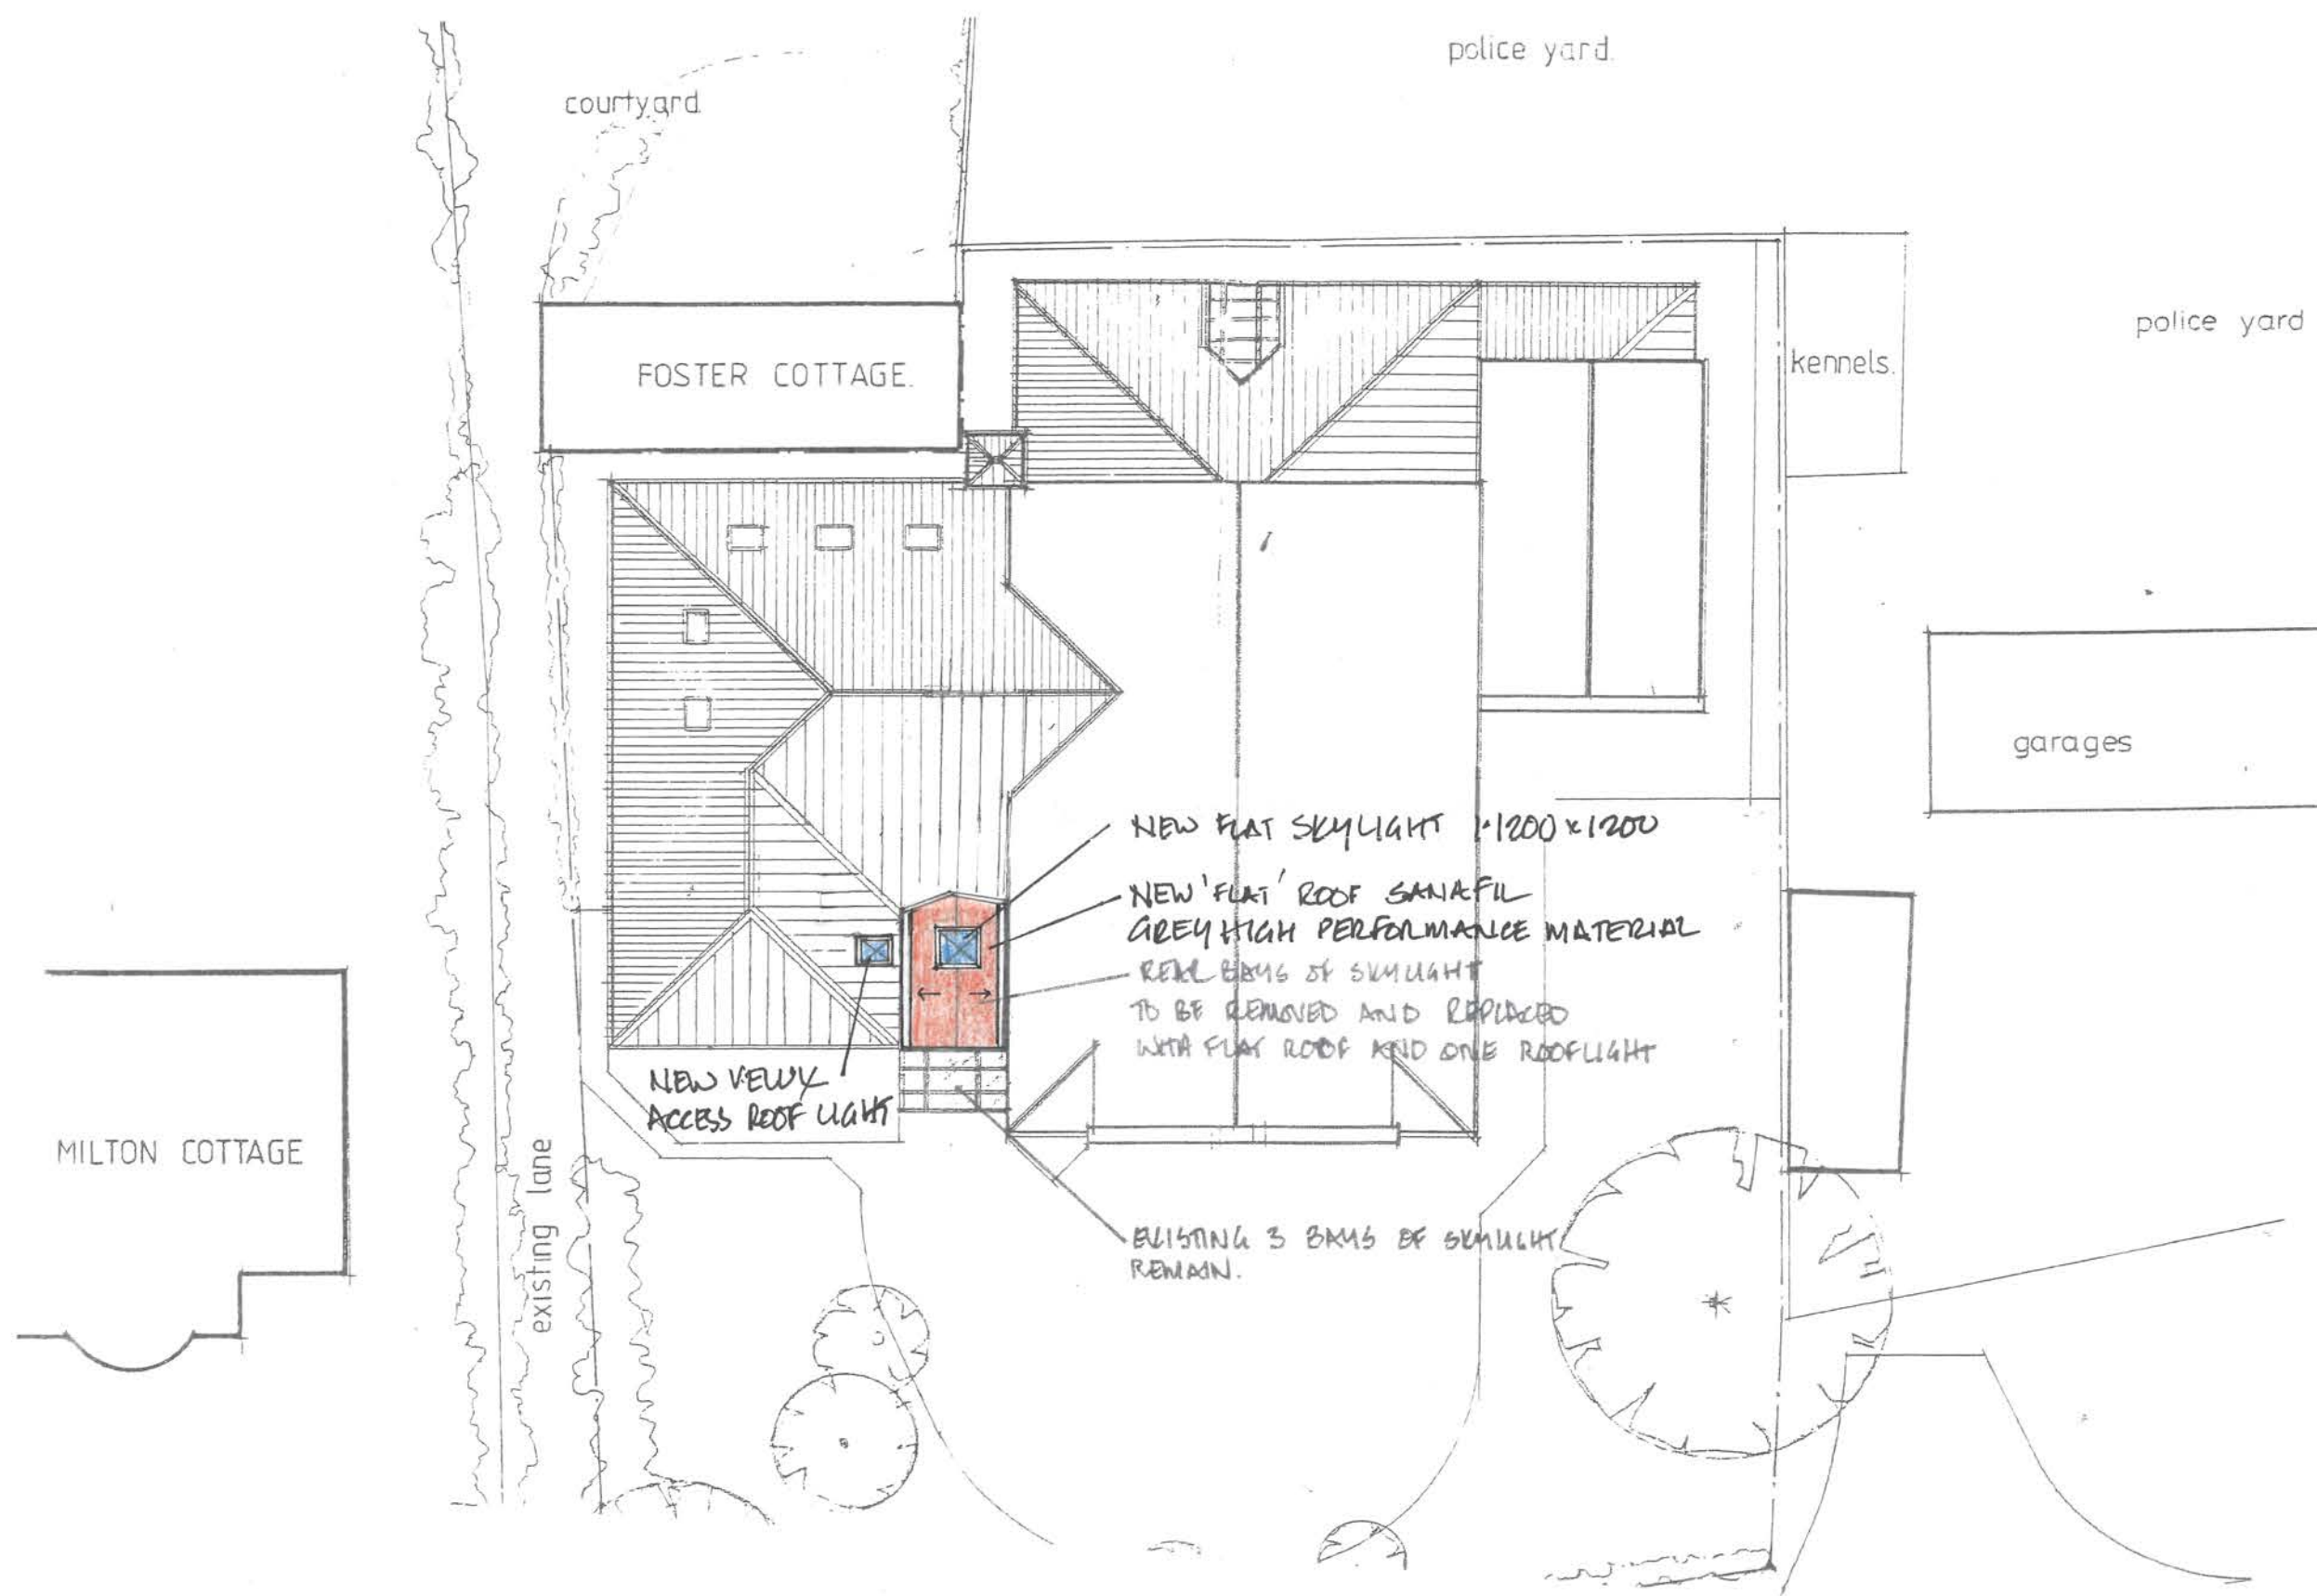 police yard.
courtyard.
police yard
FOSTER COTTAGE.
kennels.
garages
NEW FLAT SKYLIGHT 1200 x 1200
NEW 'FLAT' ROOF SANAFIL
GREY HIGH PERFORMANCE MATERIAL
REAR BAYS OF SKYLIGHT
TO BE REMOVED AND REPLACED
WITH FLAT ROOF AND ONE ROOFLIGHT
NEW VELUX
ACCESS ROOF LIGHT
MILTON COTTAGE
existing lane
EXISTING 3 BAYS OF SKYLIGHT
REMAIN.